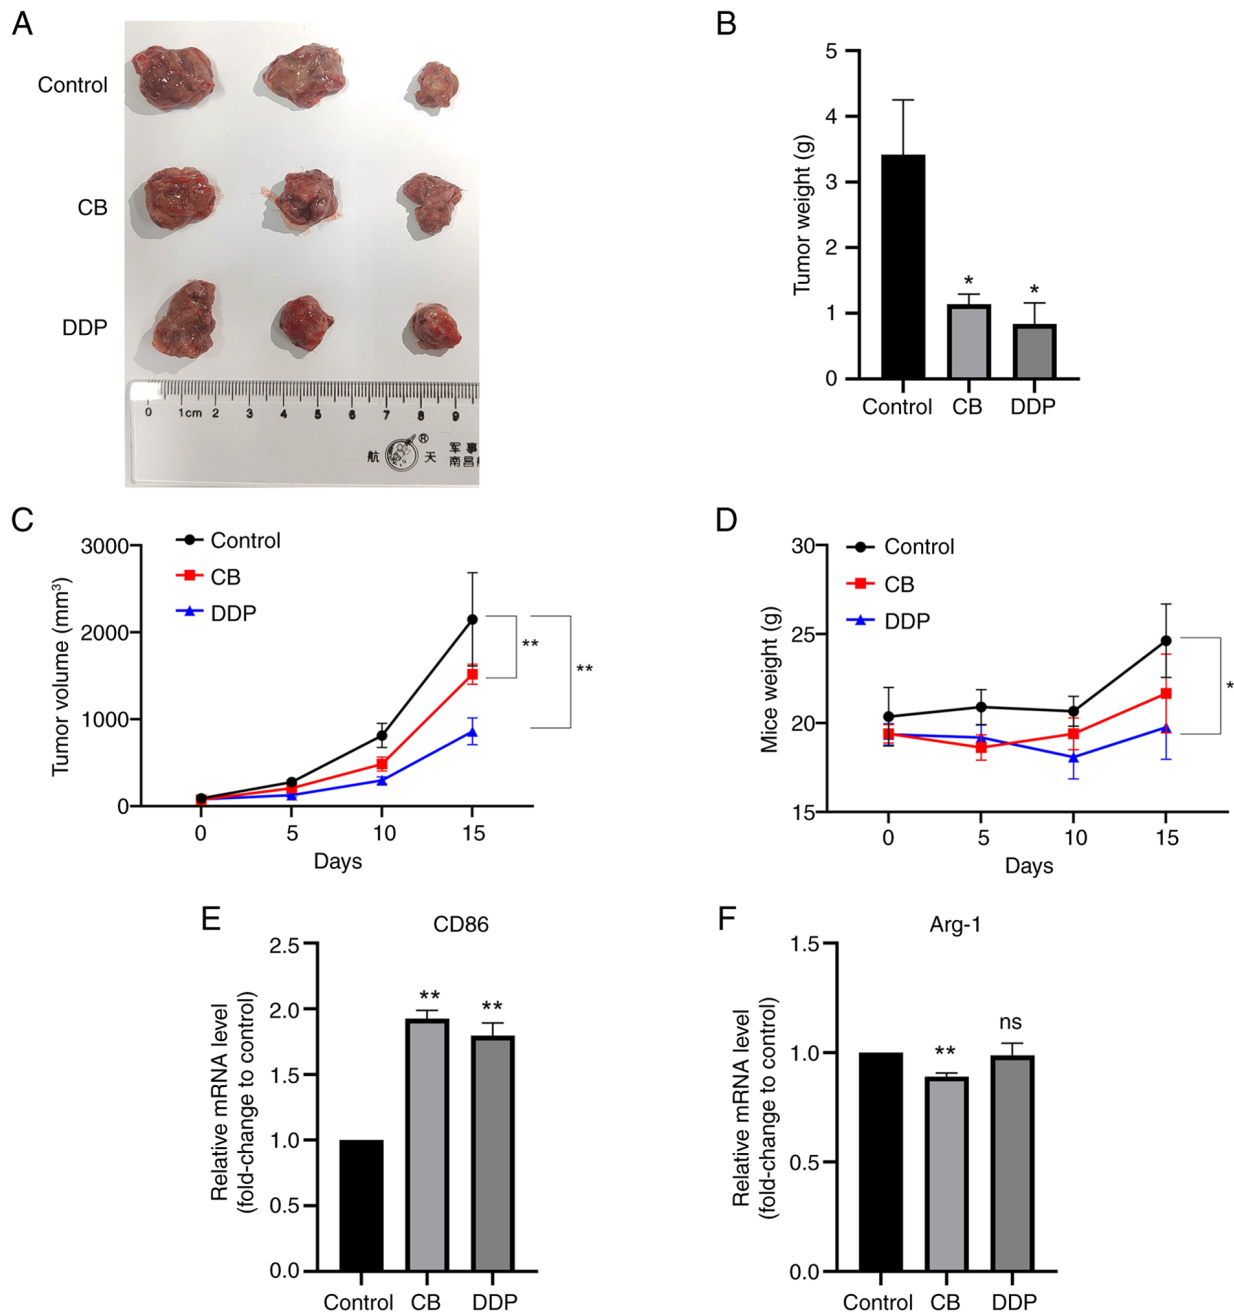 A
Control
CB
DDP
0 1cm 2 3 4 5 6 7 8 9
航 ® 天 军事
南昌
B
Tumor weight (g)
5
4
3
2
1
0
*
*
Control CB DDP
C
Tumor volume (mm³)
3000
2000
1000
0
Control
CB
DDP
**
**
0 5 10 15
Days
D
Mice weight (g)
30
25
20
15
Control
CB
DDP
*
0 5 10 15
Days
E
CD86
Relative mRNA level
(fold-change to control)
2.5
2.0
1.5
1.0
0.5
0.0
**
**
Control CB DDP
F
Arg-1
Relative mRNA level
(fold-change to control)
1.5
1.0
0.5
0.0
**
ns
Control CB DDP